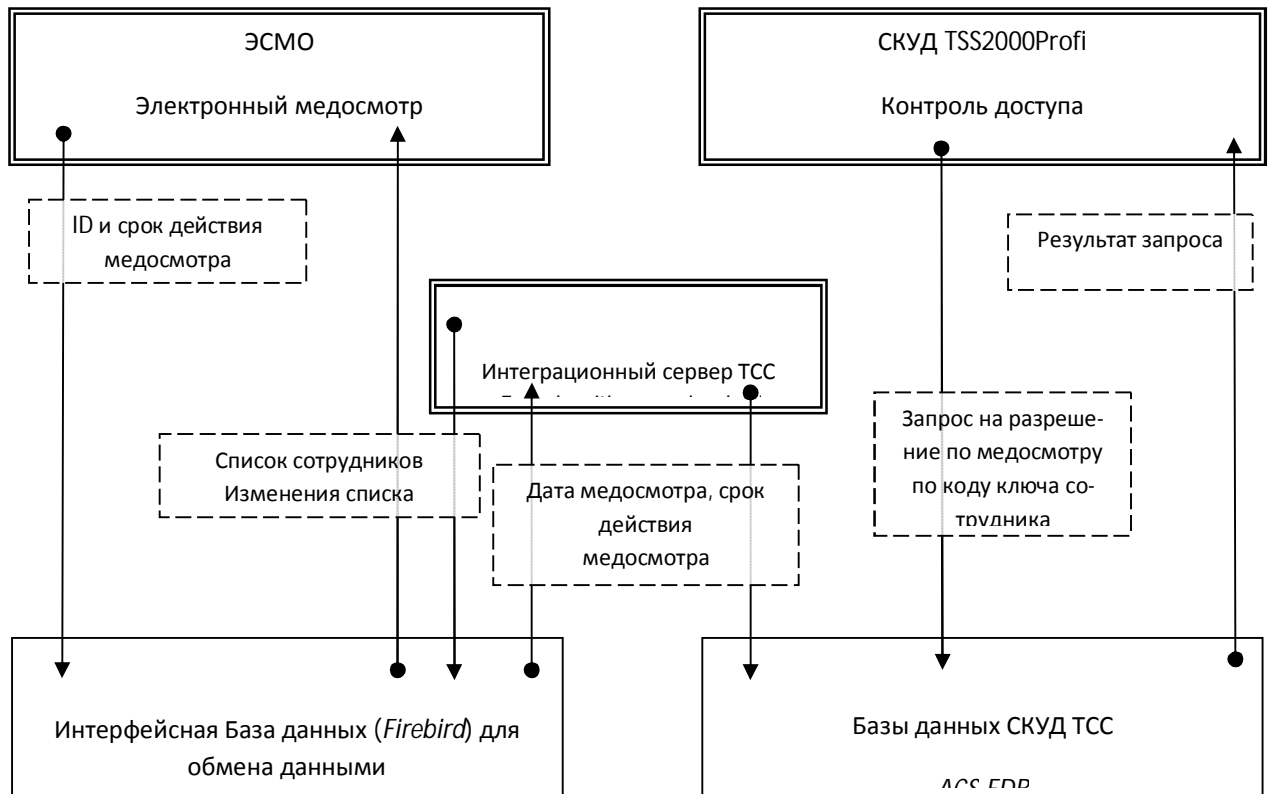 ЭСМО
Электронный медосмотр
СКУД TSS2000Profi
Контроль доступа
ID и срок действия
медосмотра
Результат запроса
Интеграционный сервер ТСС
Список сотрудников
Изменения списка
Дата медосмотра, срок
действия
медосмотра
Запрос на разреше-
ние по медосмотру
по коду ключа со-
трудника
Интерфейсная База данных (Firebird) для
обмена данными
Базы данных СКУД ТСС